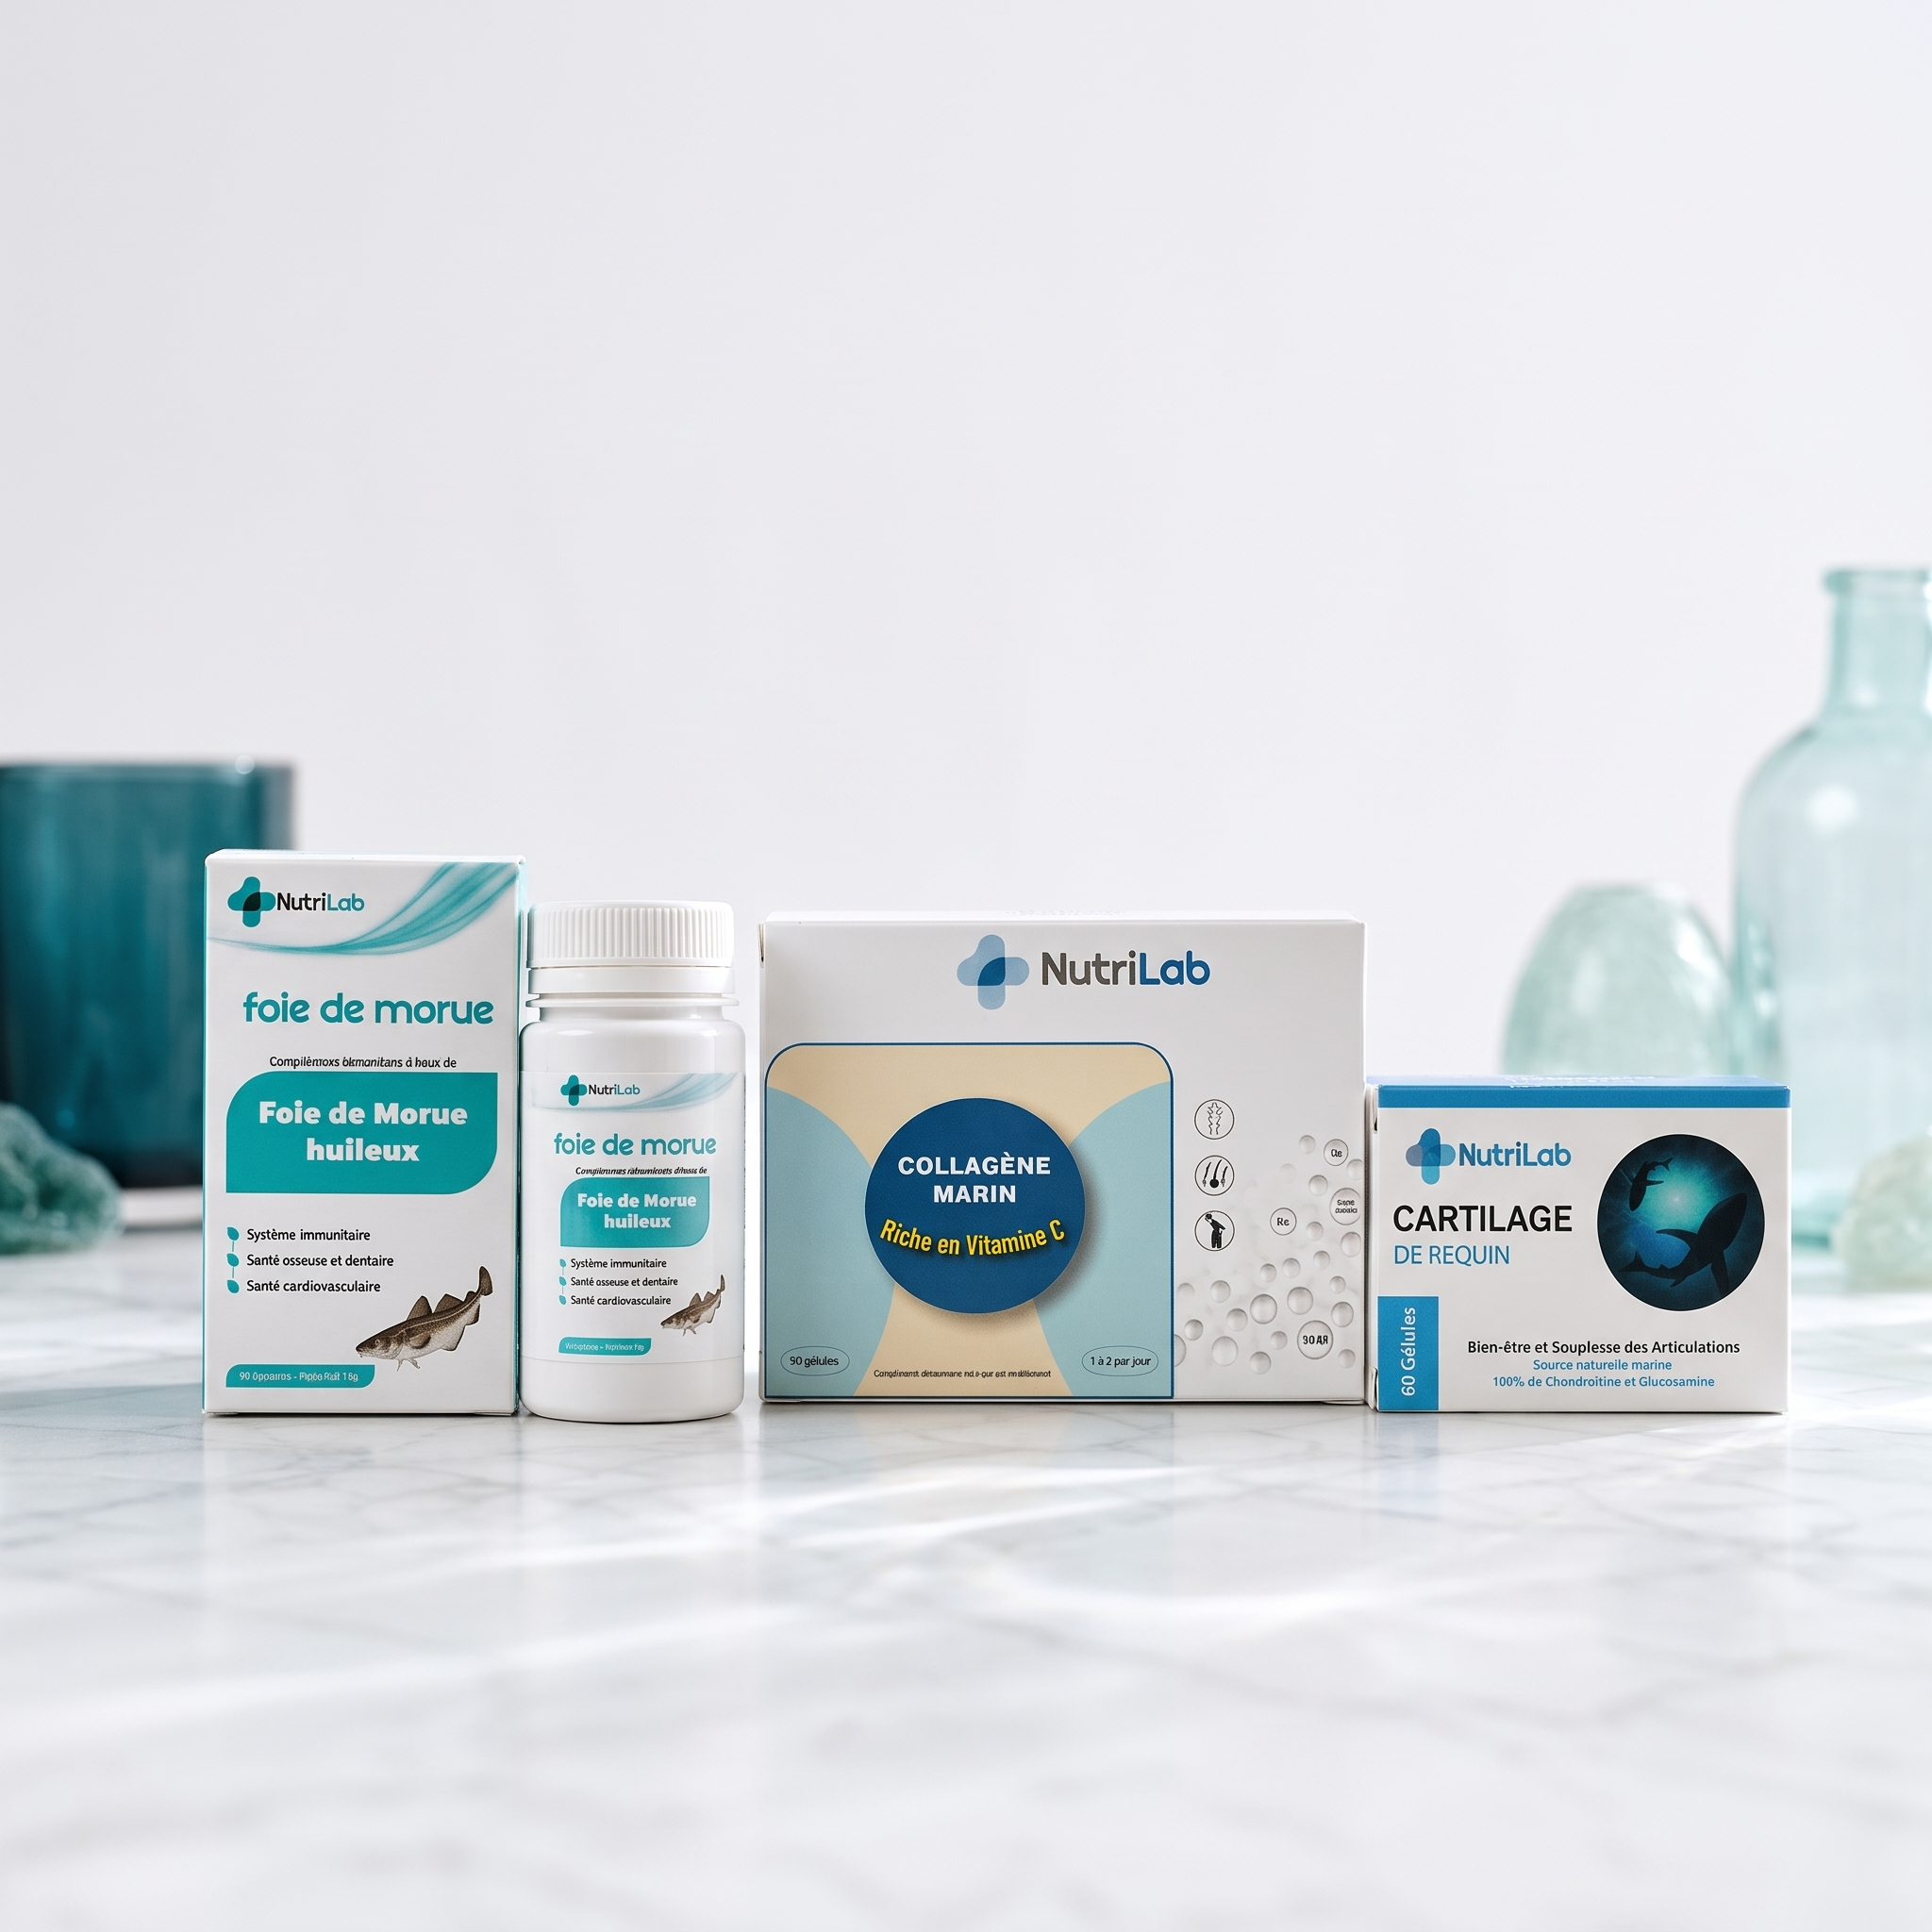 NutriLab
foie de morue
Foie de Morue
huileux
Système immunitaire
Santé osseuse et dentaire
Santé cardiovasculaire
NutriLab
foie de morue
Foie de Morue
huileux
Système immunitaire
Santé osseuse et dentaire
Santé cardiovasculaire
NutriLab
COLLAGÈNE
MARIN
Riche en Vitamine C
90 gélules
1 à 2 par jour
NutriLab
CARTILAGE
DE REQUIN
60 Gélules
Bien-être et Souplesse des Articulations
Source naturelle marine
100% de Chondroitine et Glucosamine